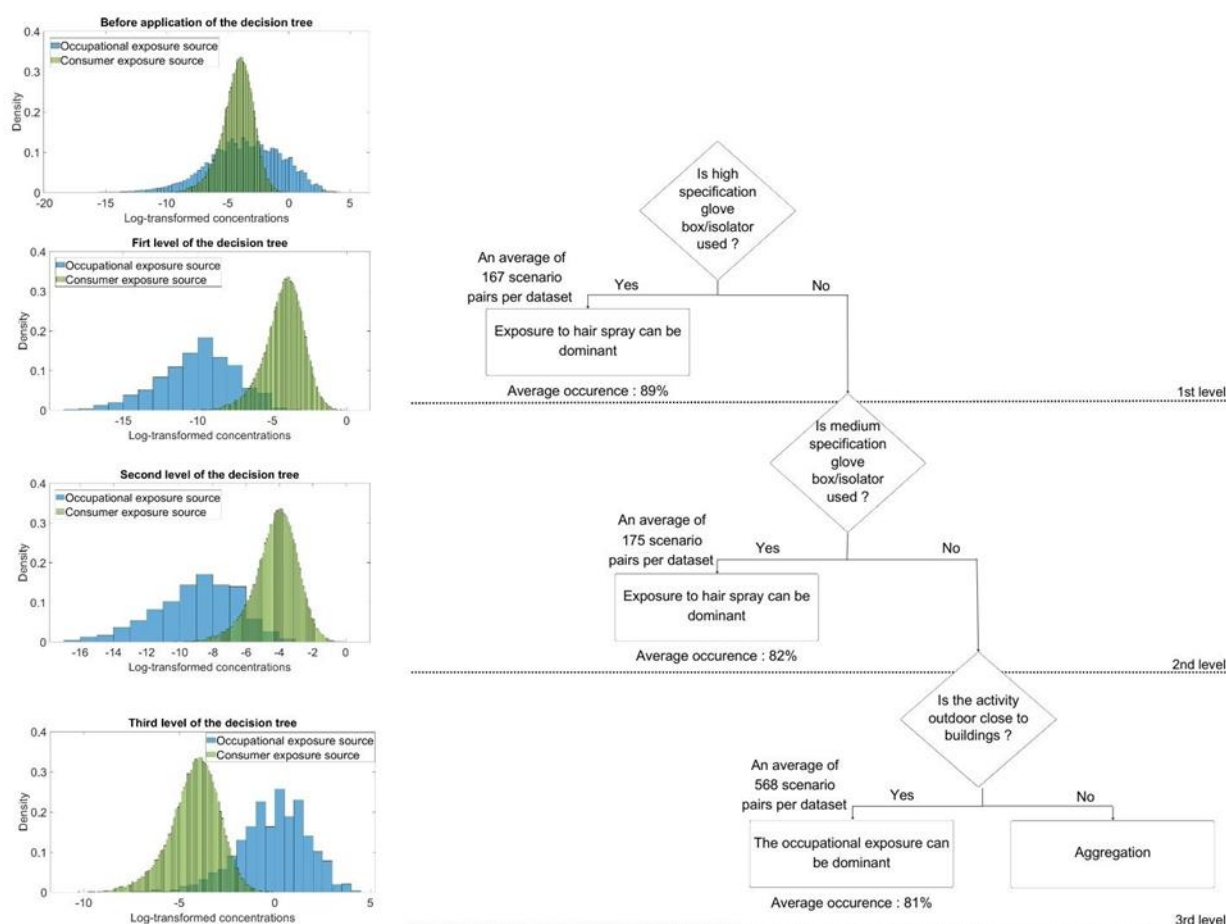 Before application of the decision tree
0.4
0.3
0.2
0.1
0
Density
Occupational exposure source
Consumer exposure source
-20
-15
-10
-5
0
5
Log-transformed concentrations
Firt level of the decision tree
0.4
0.3
0.2
0.1
0
Density
Occupational exposure source
Consumer exposure source
-15
-10
-5
0
Log-transformed concentrations
Second level of the decision tree
0.4
0.3
0.2
0.1
0
Density
Occupational exposure source
Consumer exposure source
-16
-14
-12
-10
-8
-6
-4
-2
0
Log-transformed concentrations
Third level of the decision tree
0.4
0.3
0.2
0.1
0
Density
Occupational exposure source
Consumer exposure source
-10
-5
0
5
Log-transformed concentrations
Is high
specification
glove
box/isolator
used ?
An average of
167 scenario
pairs per dataset
Yes
No
Exposure to hair spray can be
dominant
Average occurence : 89%
1st level
Is medium
specification
glove
box/isolator
used ?
An average of
175 scenario
pairs per dataset
Yes
No
Exposure to hair spray can be
dominant
Average occurence : 82%
2nd level
Is the activity
outdoor close to
buildings ?
An average of
568 scenario
pairs per dataset
Yes
No
The occupational exposure can
be dominant
Aggregation
Average occurence : 81%
3rd level